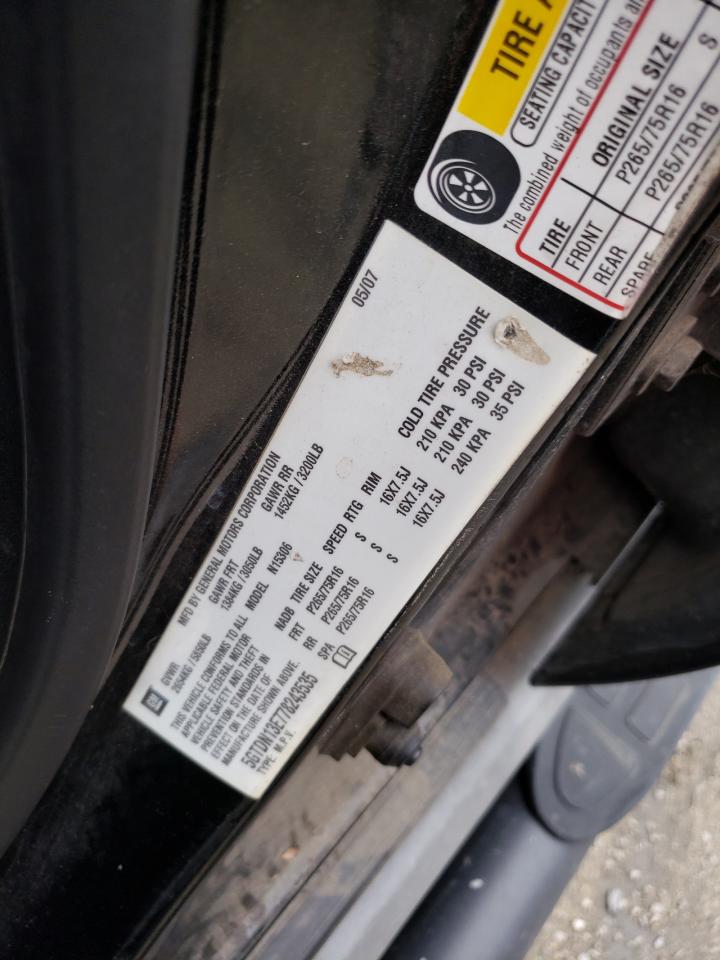 TIRE A
SEATING CAPACIT
The combined weight of occupants an
TIRE ORIGINAL SIZE
FRONT P265/75R16 S
REAR P265/75R16
SPARE
05/07
MFD BY GENERAL MOTORS CORPORATION
GVWR GAWR FRT GAWR RR
2654KG / 5850LB 1384KG / 3050LB 1452KG / 3200LB
THIS VEHICLE CONFORMS TO ALL
APPLICABLE FEDERAL MOTOR
VEHICLE SAFETY AND THEFT
PREVENTION STANDARDS IN
EFFECT ON THE DATE OF
MANUFACTURE SHOWN ABOVE.
5GTDN13E778243535
TYPE: M.P.V.
MODEL N15306
NADB TIRE SIZE SPEED RTG RIM COLD TIRE PRESSURE
FRT P265/75R16 S 16X7.5J 210 KPA 30 PSI
RR P265/75R16 S 16X7.5J 210 KPA 30 PSI
SPA P265/75R16 S 16X7.5J 240 KPA 35 PSI
GM